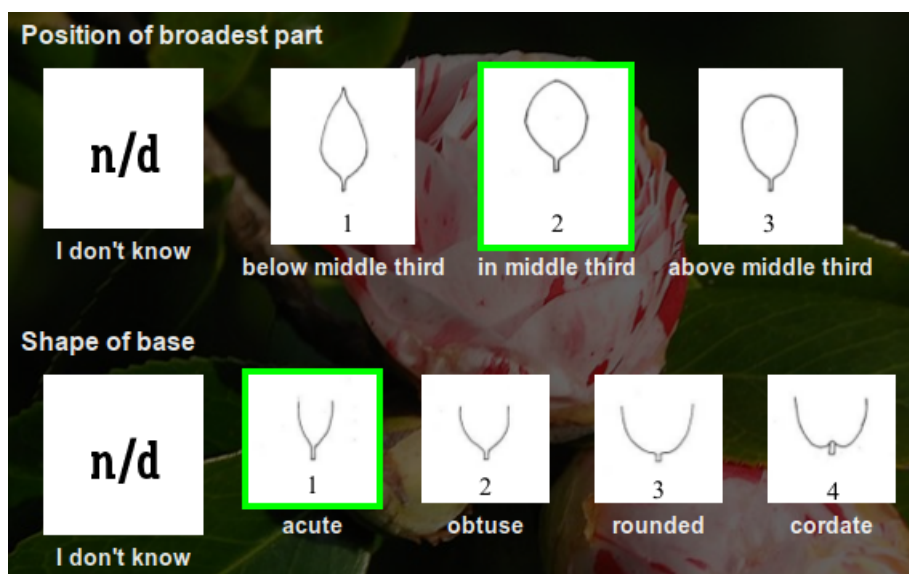 Position of broadest part
n/d
1
2
3
I don't know
below middle third
in middle third
above middle third
Shape of base
n/d
1
2
3
4
I don't know
acute
obtuse
rounded
cordate